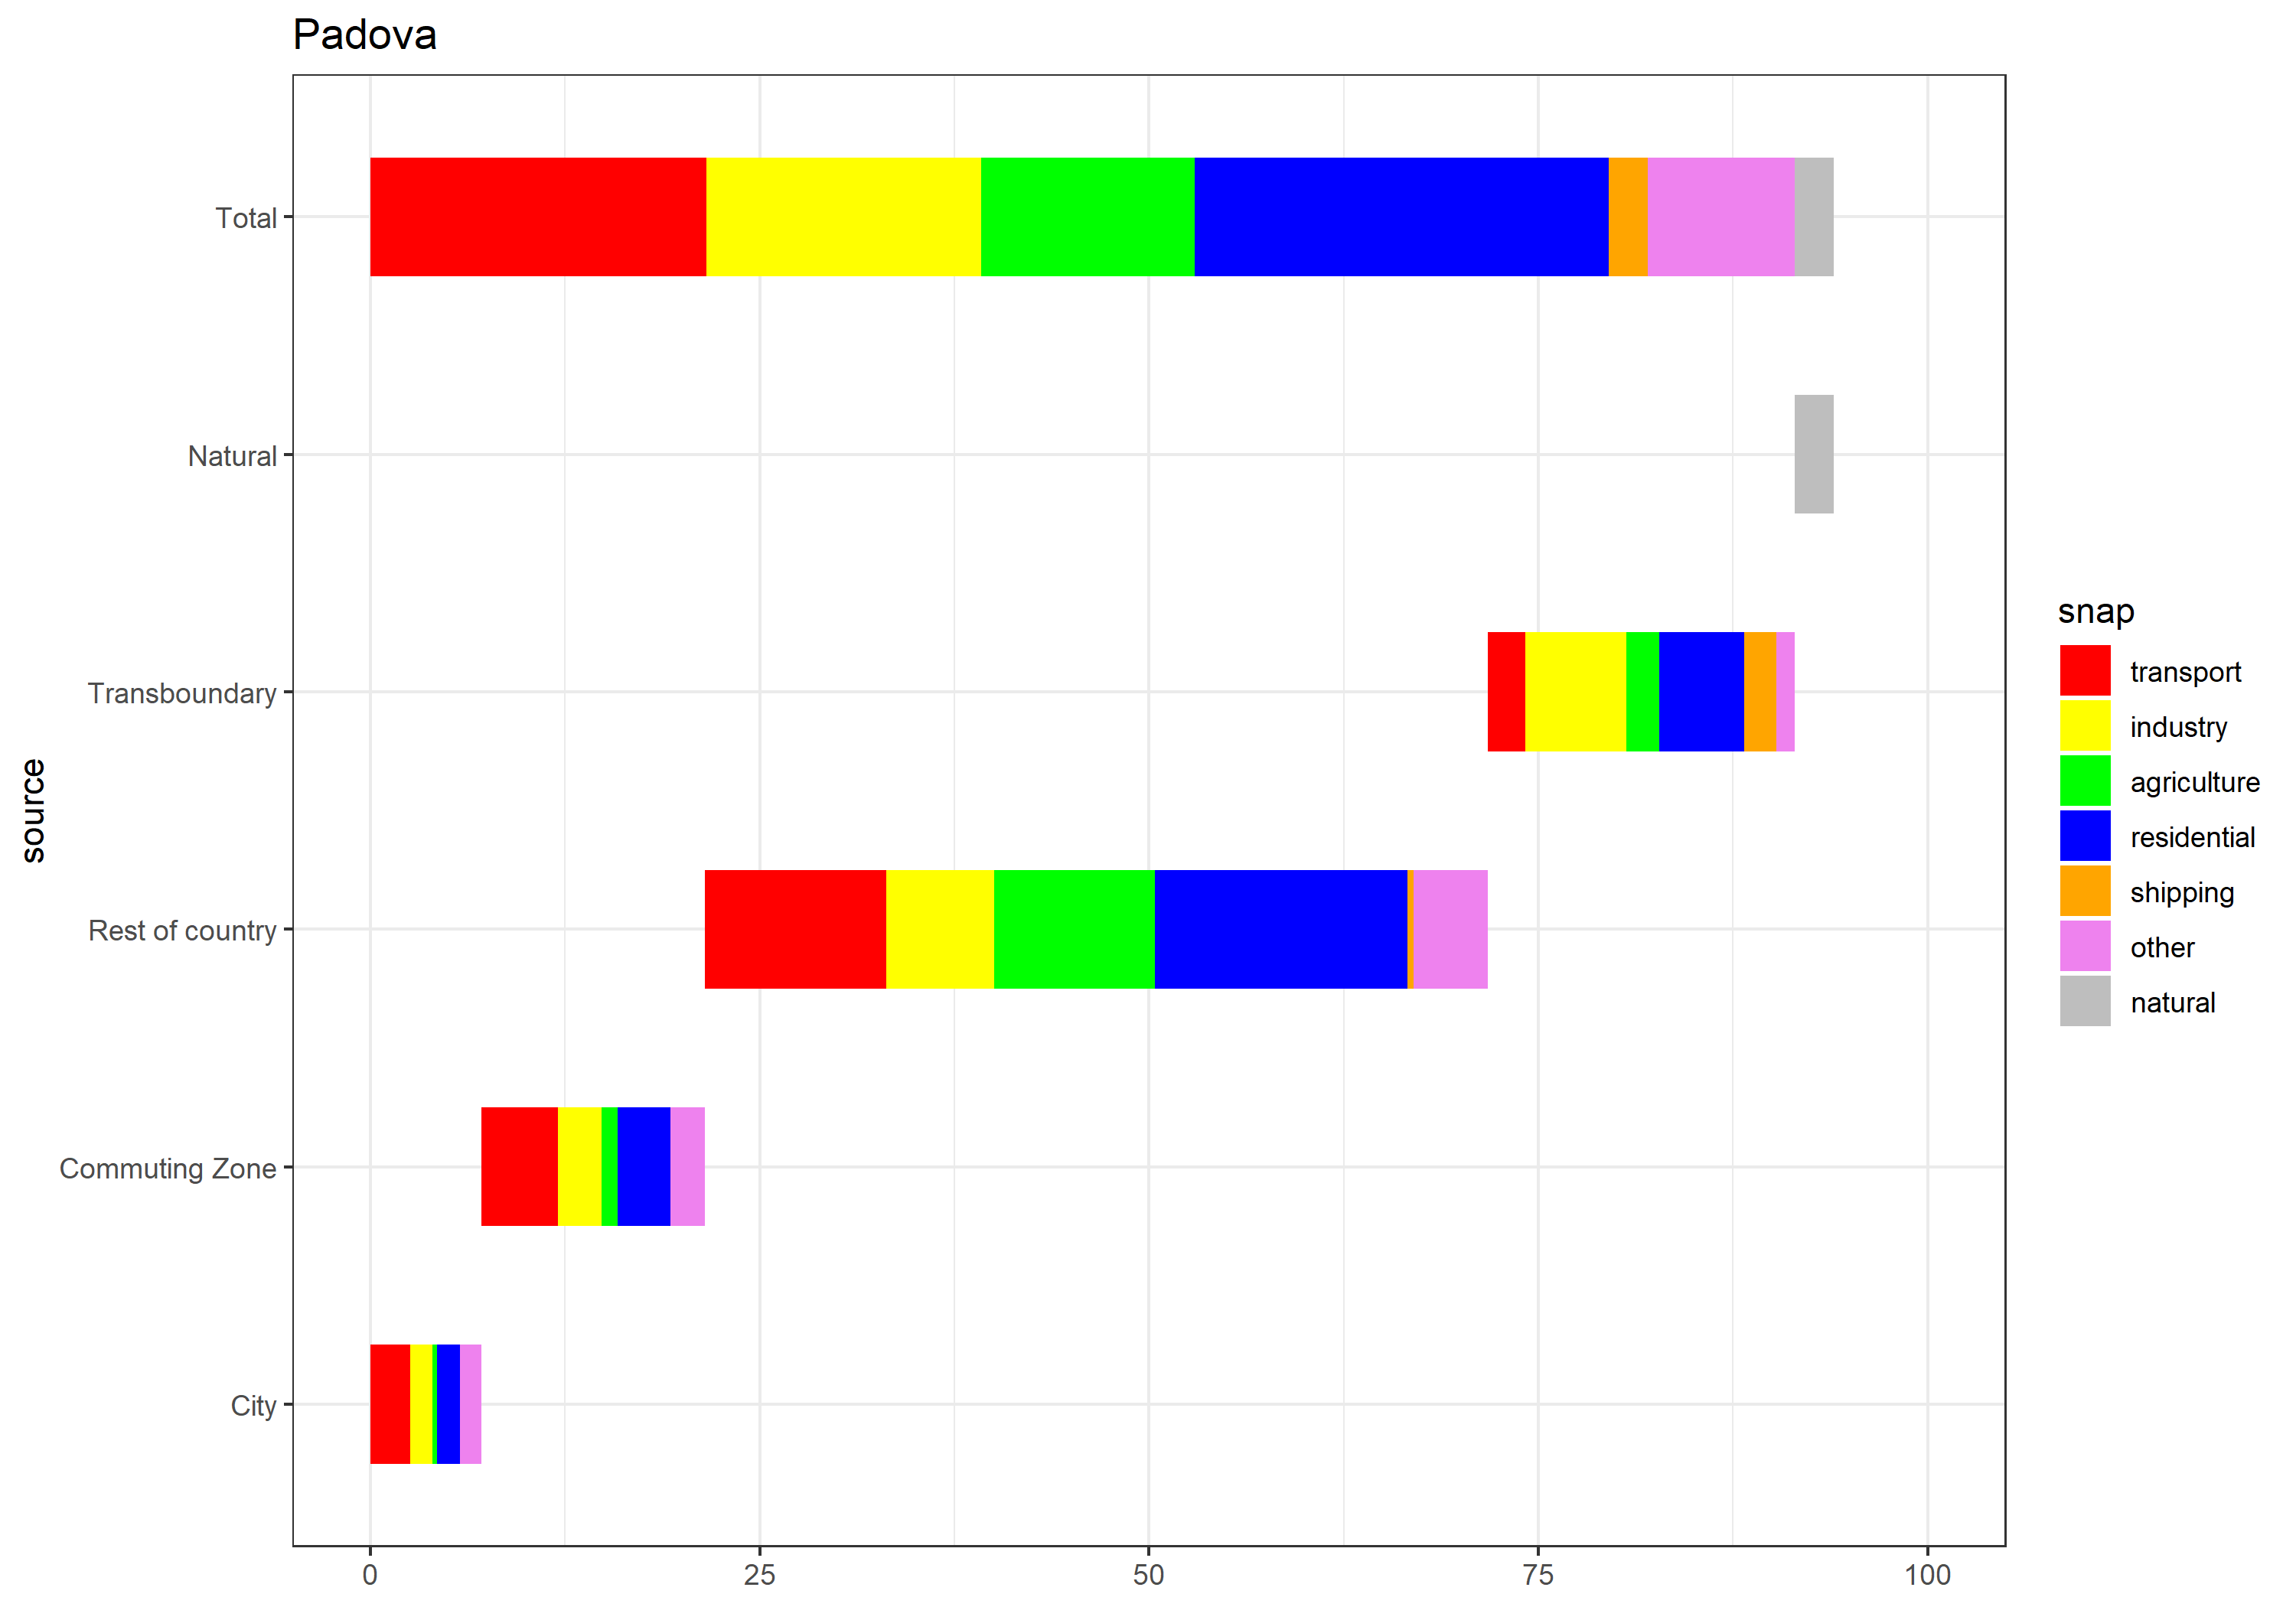 Padova
Total
Natural
Transboundary
Rest of country
Commuting Zone
City
source
0 25 50 75 100
snap
transport
industry
agriculture
residential
shipping
other
natural